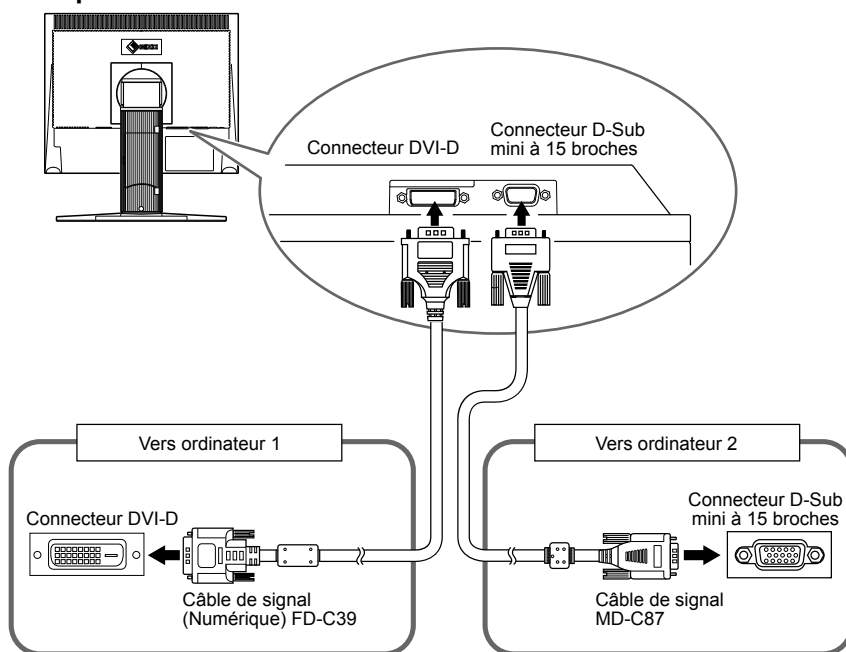 Connecteur DVI-D
Connecteur D-Sub
mini à 15 broches
Vers ordinateur 1
Vers ordinateur 2
Connecteur DVI-D
Connecteur D-Sub
mini à 15 broches
Câble de signal
(Numérique) FD-C39
Câble de signal
MD-C87